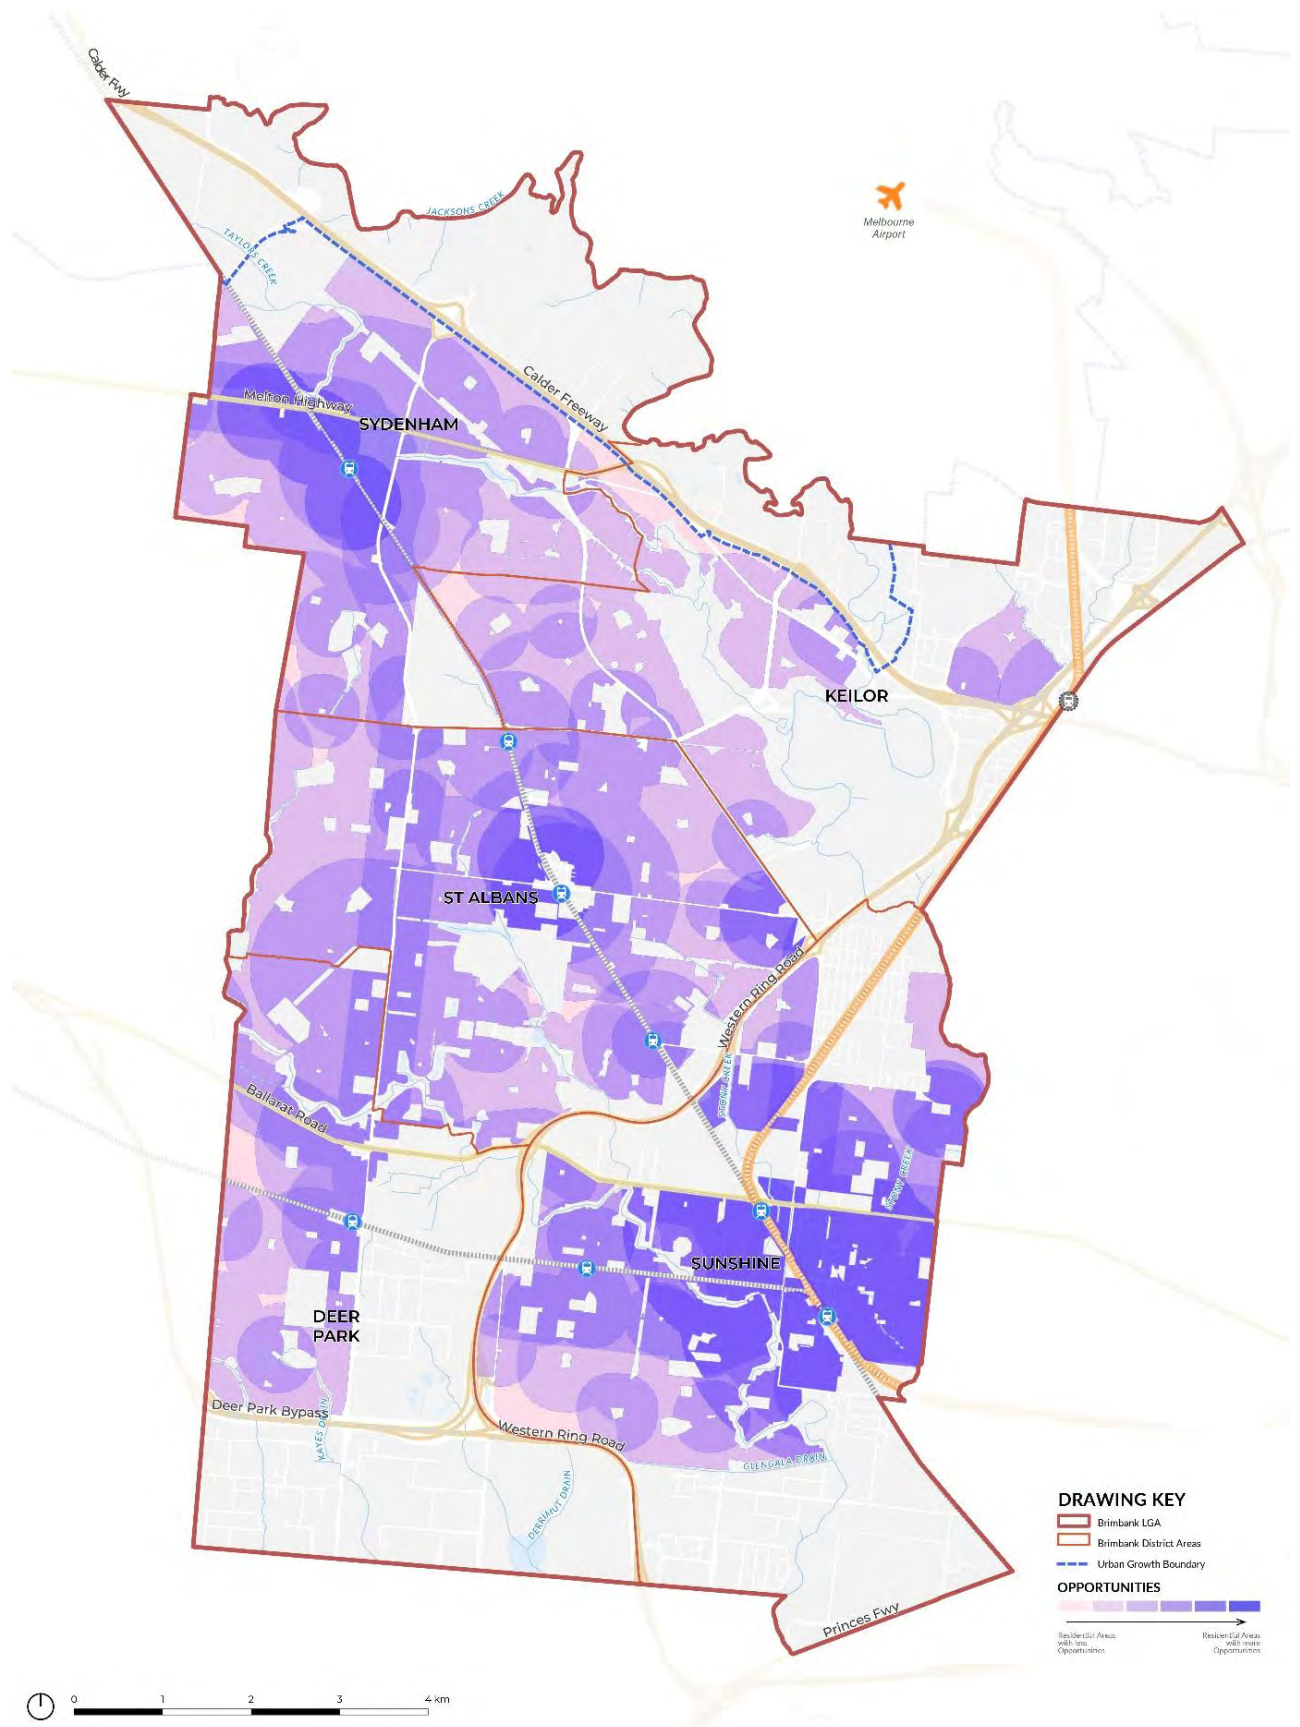 Calder Fwy
JACKSONS CREEK
Melbourne
Airport
TAYLORS CREEK
Calder Freeway
Melton Highway
SYDENHAM
KEILOR
ST ALBANS
Western Ring Road
STONY CREEK
Ballarat Road
STONY CREEK
SUNSHINE
DEER
PARK
Deer Park Bypass
KAYES DRAIN
Western Ring Road
GLENGALA DRAIN
DERRIMUT DRAIN
Princes Fwy
DRAWING KEY
Brimbank LGA
Brimbank District Areas
Urban Growth Boundary
OPPORTUNITIES
Residential Areas
with less
Opportunities
Residential Areas
with more
Opportunities
0 1 2 3 4 km